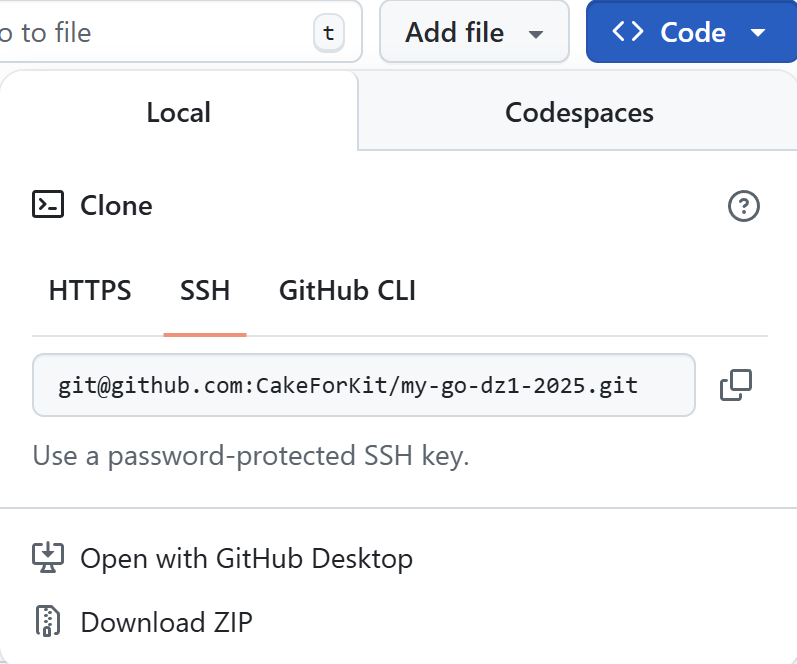 to file
t
Add file
Code
Local
Codespaces
Clone
HTTPS
SSH
GitHub CLI
git@github.com:CakeForKit/my-go-dz1-2025.git
Use a password-protected SSH key.
Open with GitHub Desktop
Download ZIP